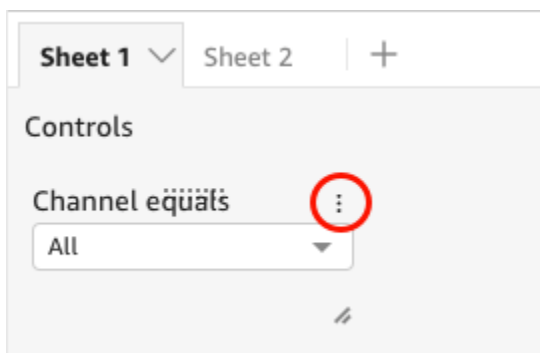 Sheet 1 Sheet 2 +
Controls
Channel equals
All